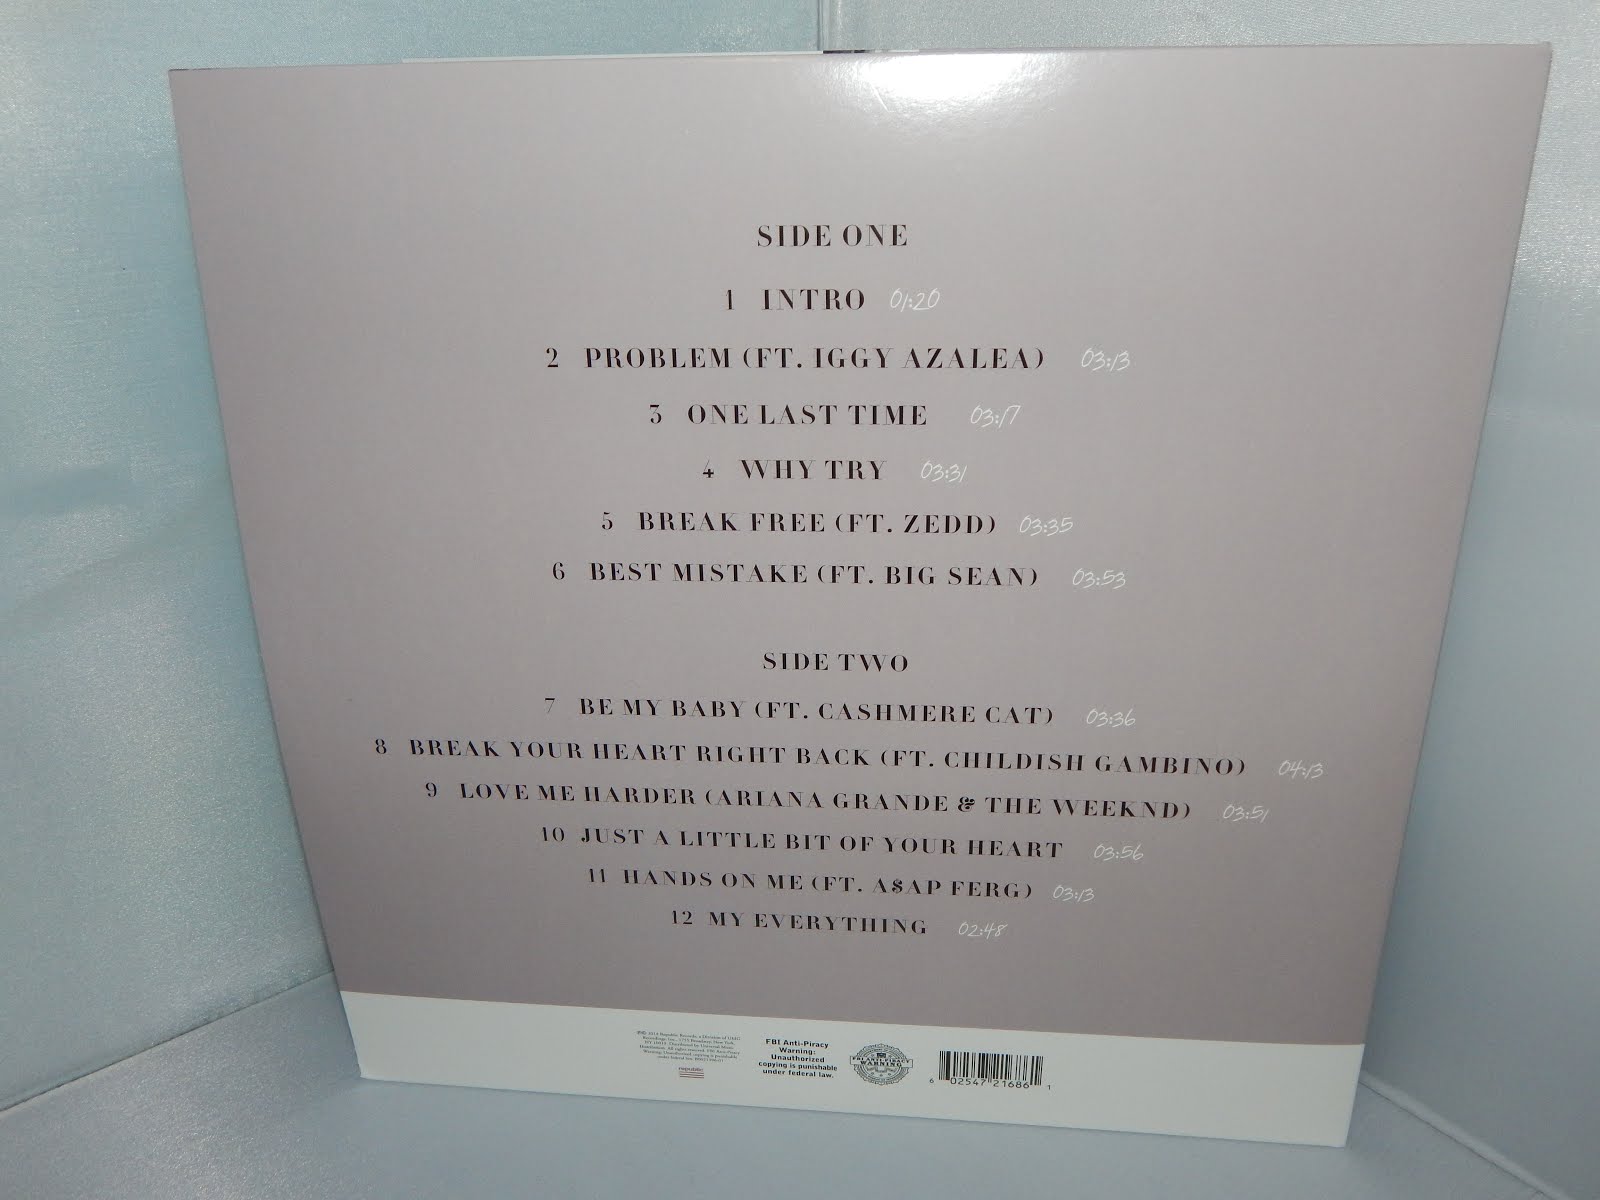 SIDE ONE
1 INTRO 01:20
2 PROBLEM (FT. IGGY AZALEA) 03:13
3 ONE LAST TIME 03:17
4 WHY TRY 03:31
5 BREAK FREE (FT. ZEDD) 03:35
6 BEST MISTAKE (FT. BIG SEAN) 03:53
SIDE TWO
7 BE MY BABY (FT. CASHMERE CAT) 03:36
8 BREAK YOUR HEART RIGHT BACK (FT. CHILDISH GAMBINO) 04:13
9 LOVE ME HARDER (ARIANA GRANDE & THE WEEKND) 03:51
10 JUST A LITTLE BIT OF YOUR HEART 03:56
11 HANDS ON ME (FT. A$AP FERG) 03:13
12 MY EVERYTHING 02:48
republic
FBI Anti-Piracy
Warning:
Unauthorized
copying is punishable
under federal law.
FBI ANTI-PIRACY
WARNING
6 02547 21686 1